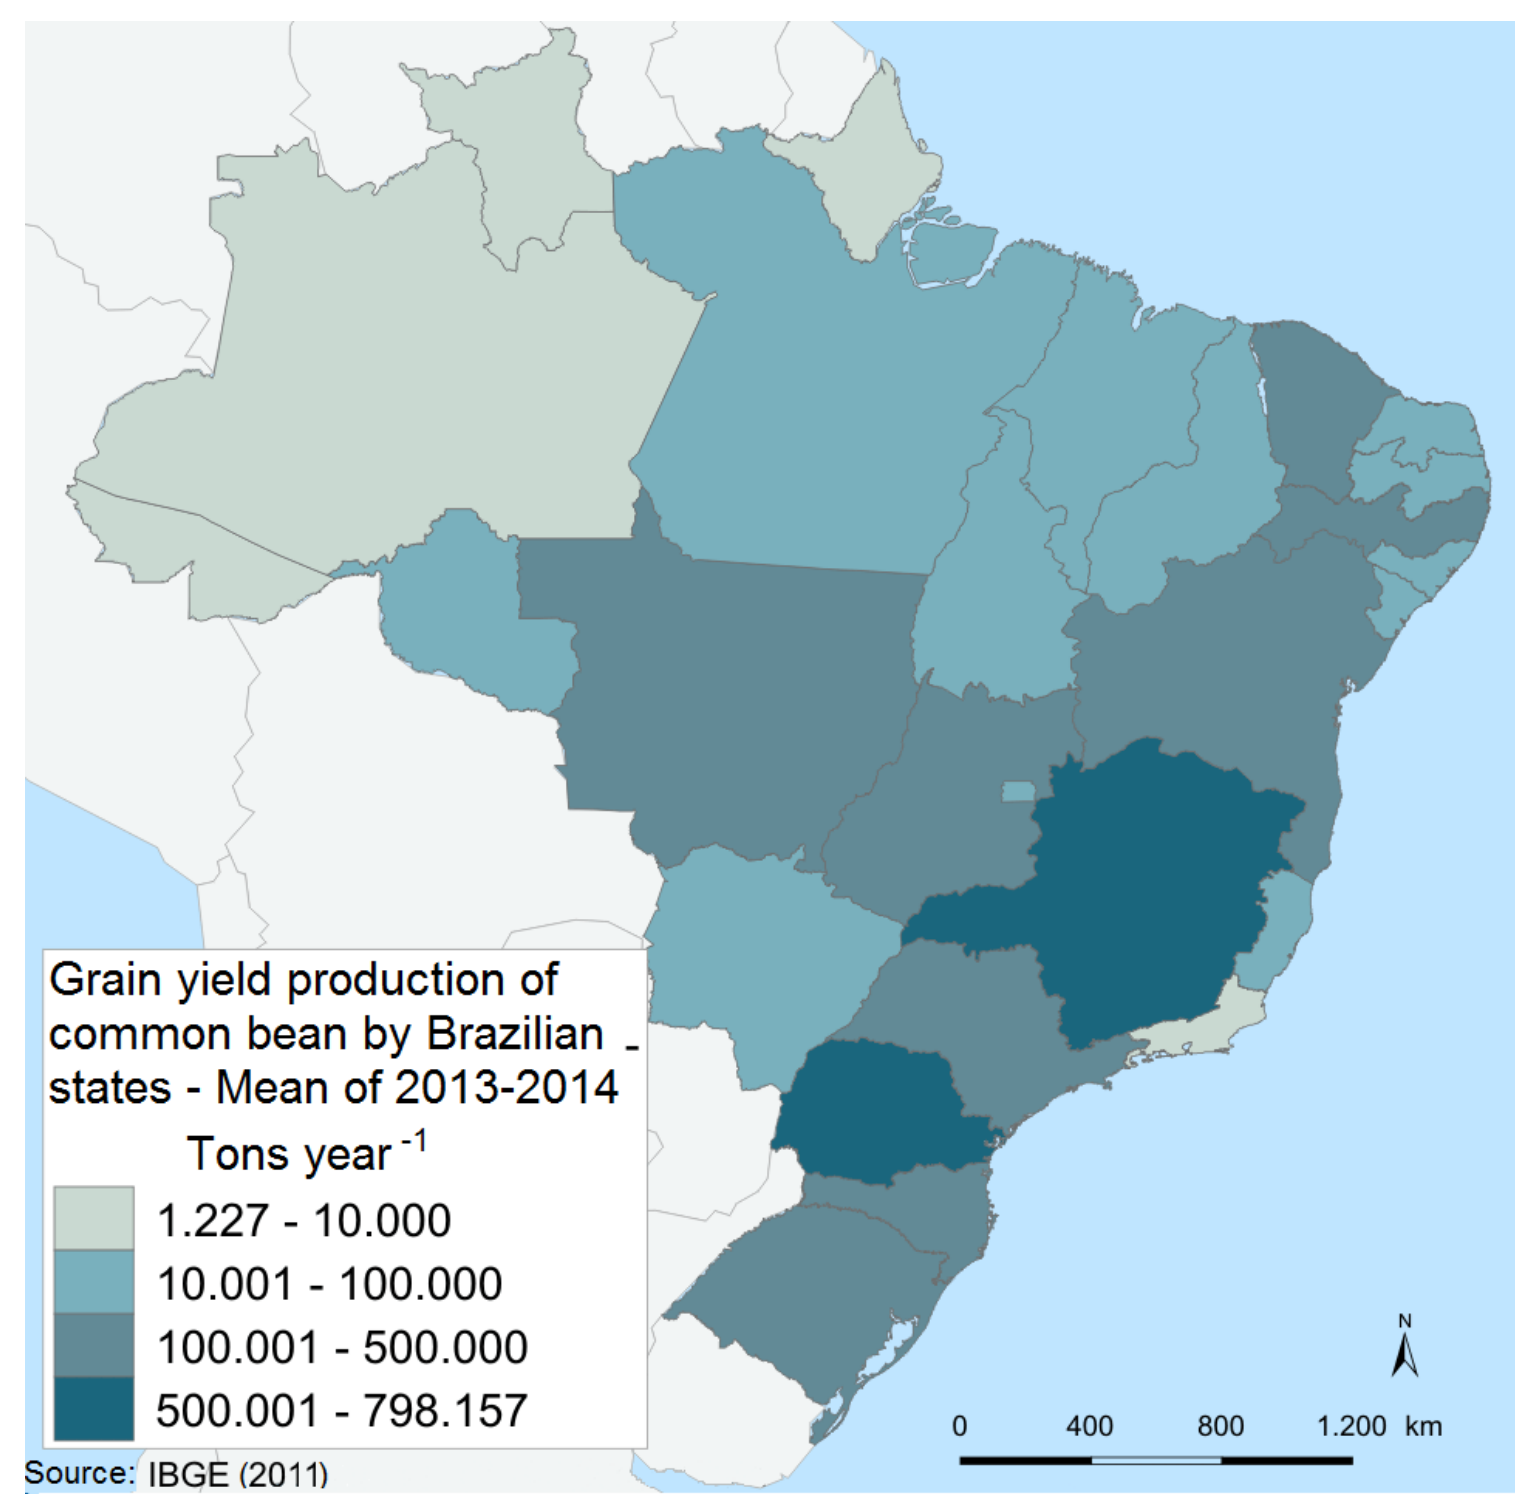 Grain yield production of
common bean by Brazilian -
states - Mean of 2013-2014
Tons year -1
1.227 - 10.000
10.001 - 100.000
100.001 - 500.000
500.001 - 798.157
Source: IBGE (2011)
N
0 400 800 1.200 km